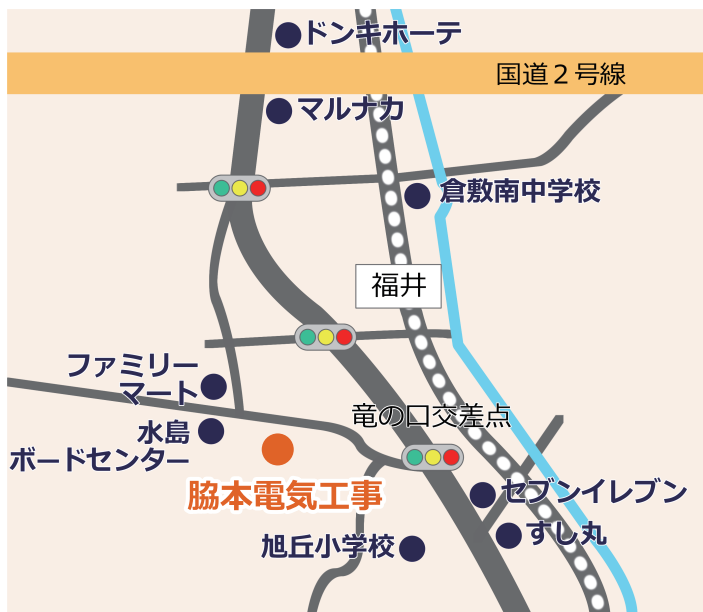 ドンキホーテ
国道２号線
マルナカ
倉敷南中学校
福井
ファミリー
マート
竜の口交差点
水島
ボードセンター
脇本電気工事
セブンイレブン
すし丸
旭丘小学校